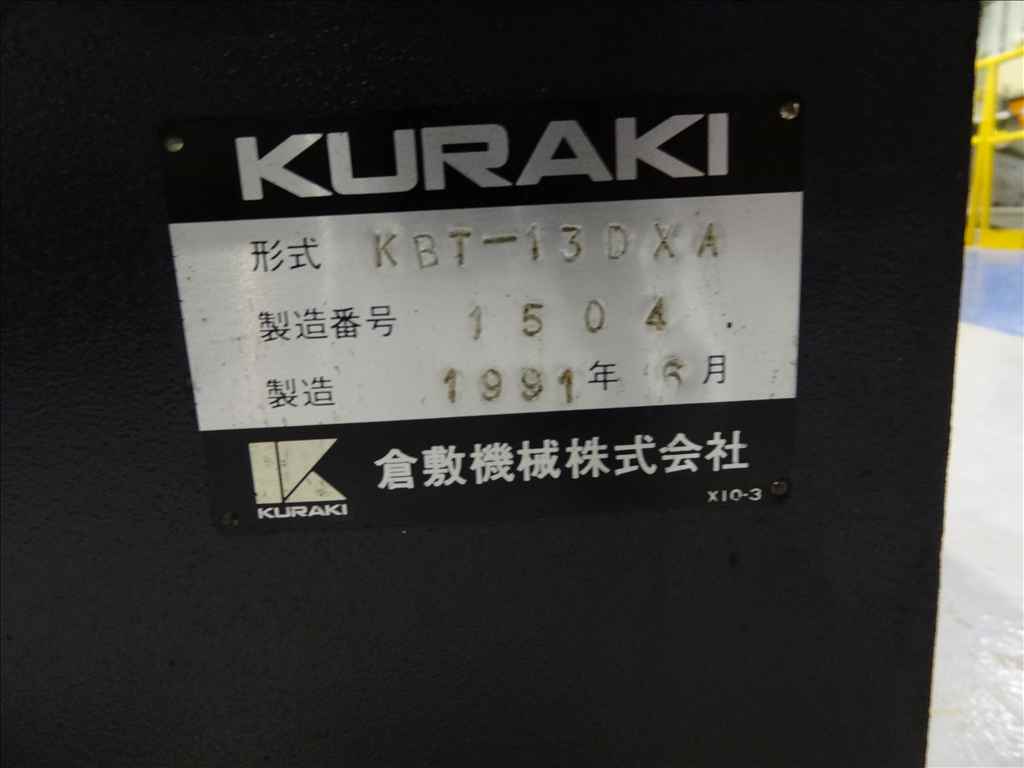 KURAKI
形式 KBT-13DXA
製造番号 1504
製造 1991年 6月
倉敷機械株式会社
KURAKI
X10-3